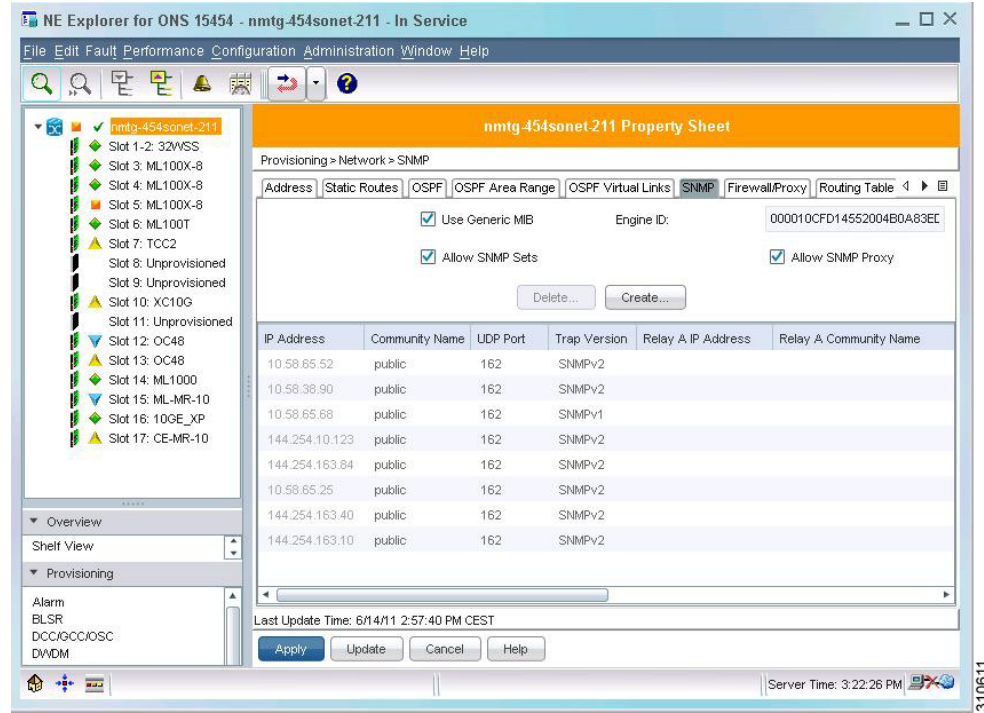 NE Explorer for ONS 15454 - nmtg-454sonet-211 - In Service
File Edit Fault Performance Configuration Administration Window Help
nmtg-454sonet-211
Slot 1-2: 32WSS
Slot 3: ML100X-8
Slot 4: ML100X-8
Slot 5: ML100X-8
Slot 6: ML100T
Slot 7: TCC2
Slot 8: Unprovisioned
Slot 9: Unprovisioned
Slot 10: XC10G
Slot 11: Unprovisioned
Slot 12: OC48
Slot 13: OC48
Slot 14: ML1000
Slot 15: ML-MR-10
Slot 16: 10GE_XP
Slot 17: CE-MR-10
Overview
Shelf View
Provisioning
Alarm
BLSR
DCC/GCC/OSC
DWDM
nmtg-454sonet-211 Property Sheet
Provisioning > Network > SNMP
Address Static Routes OSPF OSPF Area Range OSPF Virtual Links SNMP Firewall/Proxy Routing Table
Use Generic MIB Engine ID: 000010CFD14552004B0A83ED
Allow SNMP Sets Allow SNMP Proxy
Delete... Create...
IP Address Community Name UDP Port Trap Version Relay A IP Address Relay A Community Name
10.58.65.52 public 162 SNMPv2
10.58.38.90 public 162 SNMPv2
10.58.65.68 public 162 SNMPv1
144.254.10.123 public 162 SNMPv2
144.254.163.84 public 162 SNMPv2
10.58.65.25 public 162 SNMPv2
144.254.163.40 public 162 SNMPv2
144.254.163.10 public 162 SNMPv2
Last Update Time: 6/14/11 2:57:40 PM CEST
Apply Update Cancel Help
Server Time: 3:22:26 PM
310611